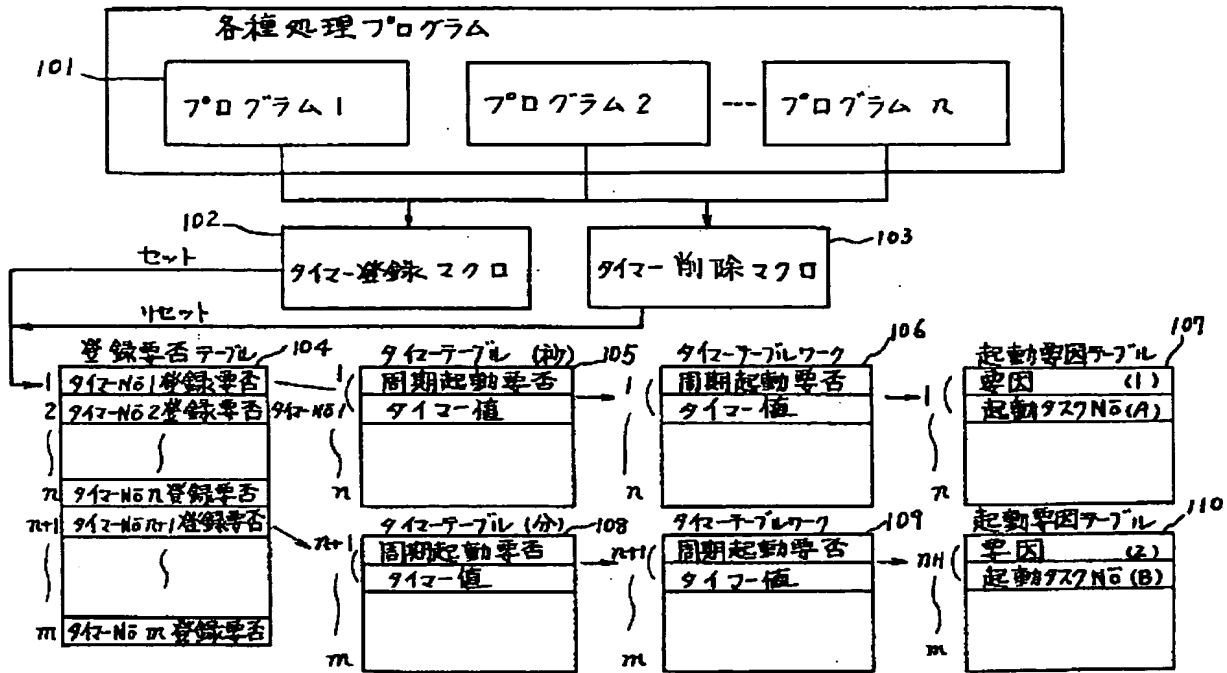 各種処理プログラム
101
プログラム1
プログラム2
---
プログラム n
102
103
セット
タイマー登録マクロ
タイマー削除マクロ
リセット
登録要否テーブル
104
タイマーテーブル (秒)
105
タイマーテーブルワーク
106
起動要因テーブル
107
1
タイマーNo1登録要否
1
周期起動要否
1
周期起動要否
1
要因 (1)
2
タイマーNo2登録要否
タイマーNo1
タイマー値
タイマー値
起動タスクNo(A)
n
タイマーNo n登録要否
n
n
n
n+1
タイマーNo n+1登録要否
タイマーテーブル (分)
108
タイマーテーブルワーク
109
起動要因テーブル
110
n+1
周期起動要否
n+1
周期起動要否
n+1
要因 (2)
タイマー値
タイマー値
起動タスクNo(B)
m
タイマーNo m登録要否
m
m
m